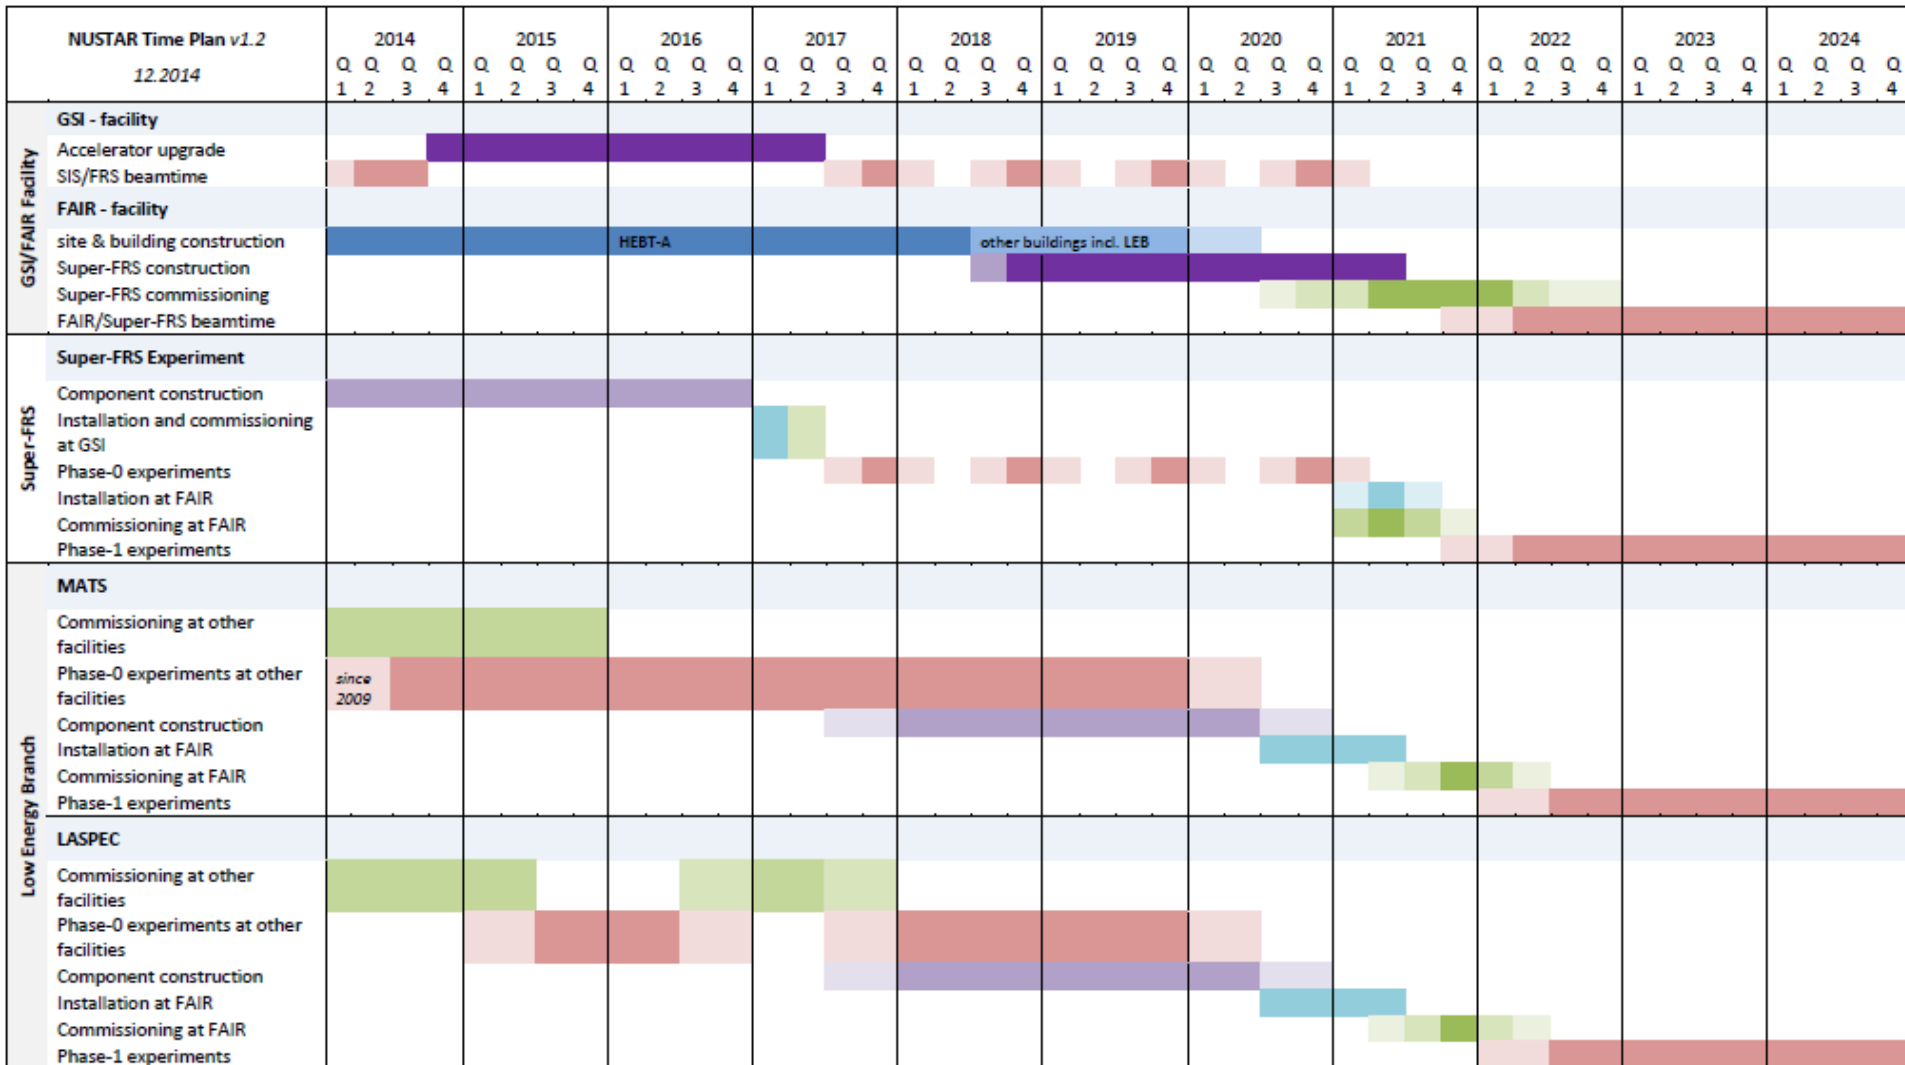 NUSTAR Time Plan v1.2
12.2014
2014 2015 2016 2017 2018 2019 2020 2021 2022 2023 2024
Q Q Q Q Q Q Q Q Q Q Q Q Q Q Q Q Q Q Q Q Q Q Q Q Q Q Q Q Q Q Q Q Q Q Q Q Q Q Q Q Q Q Q Q
1 2 3 4 1 2 3 4 1 2 3 4 1 2 3 4 1 2 3 4 1 2 3 4 1 2 3 4 1 2 3 4 1 2 3 4 1 2 3 4 1 2 3 4
GSI/FAIR Facility
GSI - facility
Accelerator upgrade
SIS/FRS beamtime
FAIR - facility
site & building construction HEBT-A other buildings incl. LEB
Super-FRS construction
Super-FRS commissioning
FAIR/Super-FRS beamtime
Super-FRS
Super-FRS Experiment
Component construction
Installation and commissioning
at GSI
Phase-0 experiments
Installation at FAIR
Commissioning at FAIR
Phase-1 experiments
Low Energy Branch
MATS
Commissioning at other
facilities
Phase-0 experiments at other
facilities
since
2009
Component construction
Installation at FAIR
Commissioning at FAIR
Phase-1 experiments
LASPEC
Commissioning at other
facilities
Phase-0 experiments at other
facilities
Component construction
Installation at FAIR
Commissioning at FAIR
Phase-1 experiments